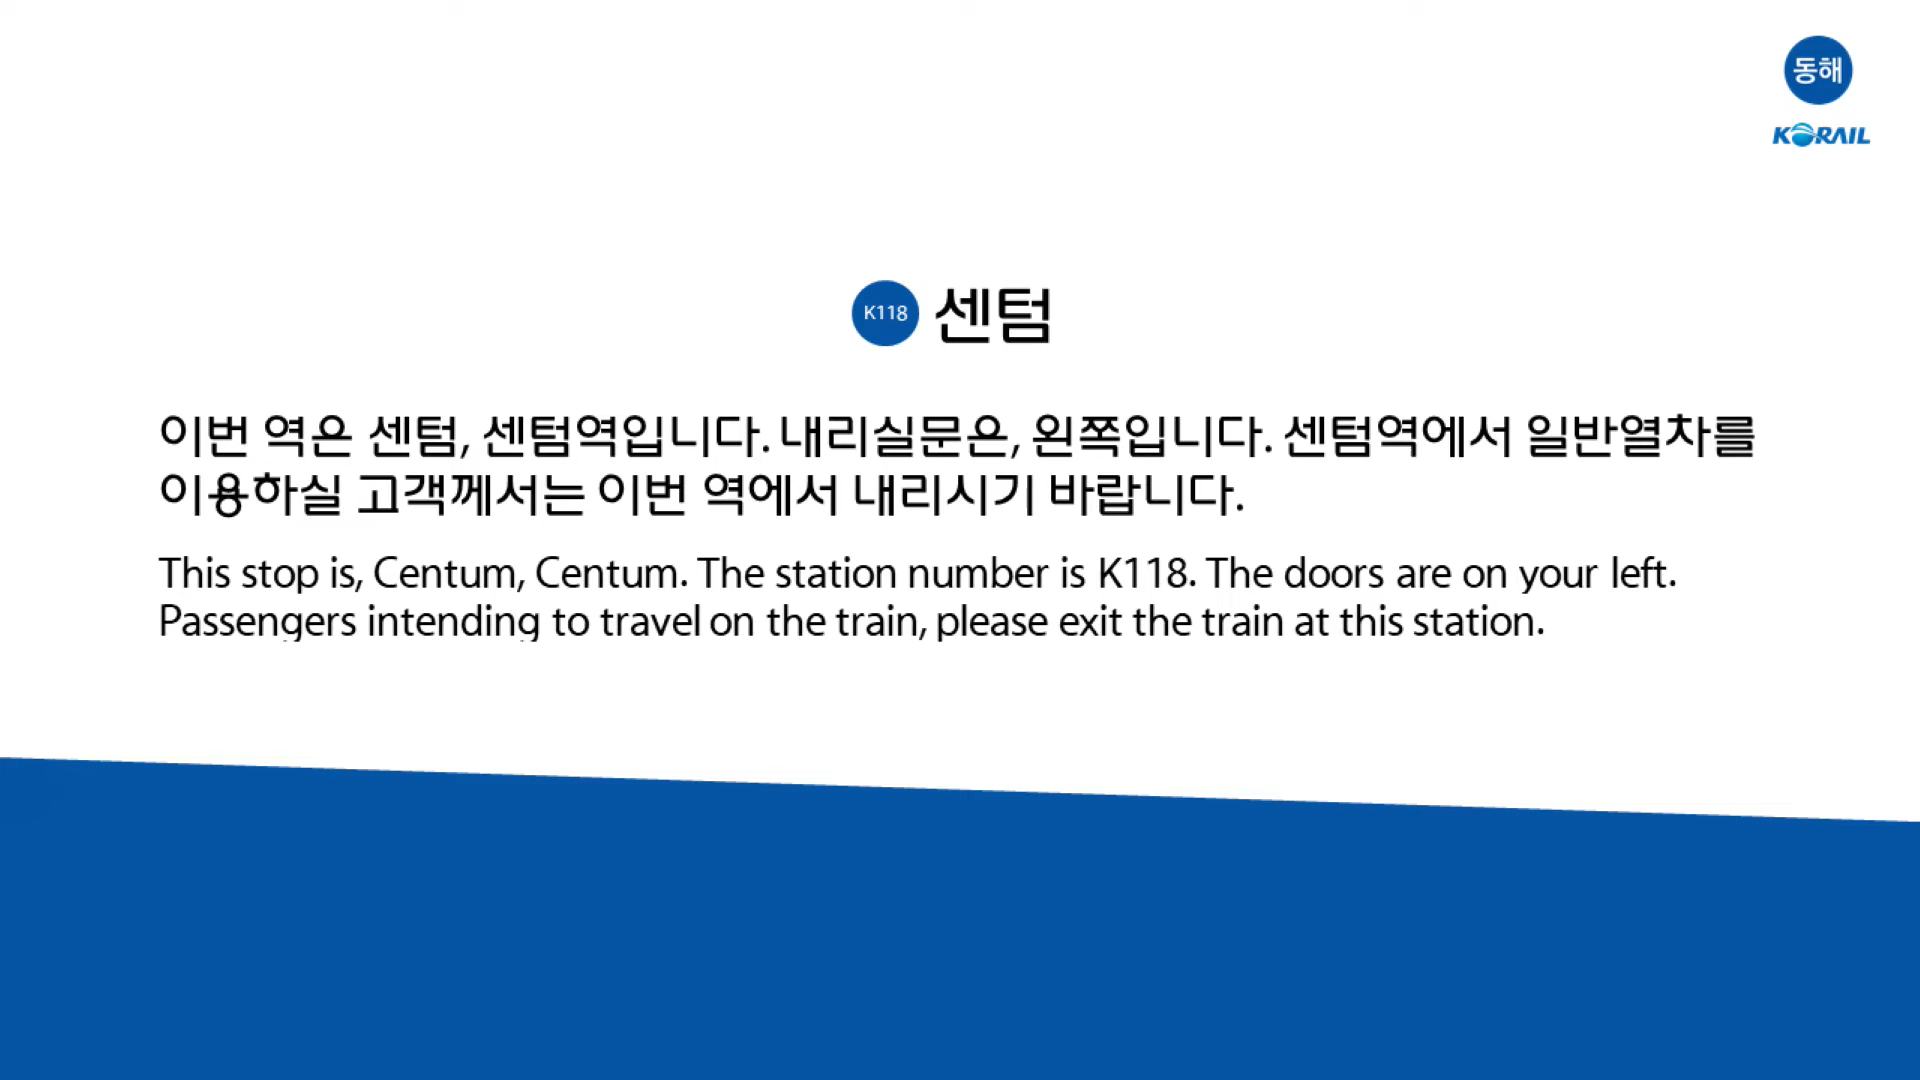 동해
KORAIL
K118 센텀
이번 역은 센텀, 센텀역입니다. 내리실문은, 왼쪽입니다. 센텀역에서 일반열차를
이용하실 고객께서는 이번 역에서 내리시기 바랍니다.
This stop is, Centum, Centum. The station number is K118. The doors are on your left.
Passengers intending to travel on the train, please exit the train at this station.